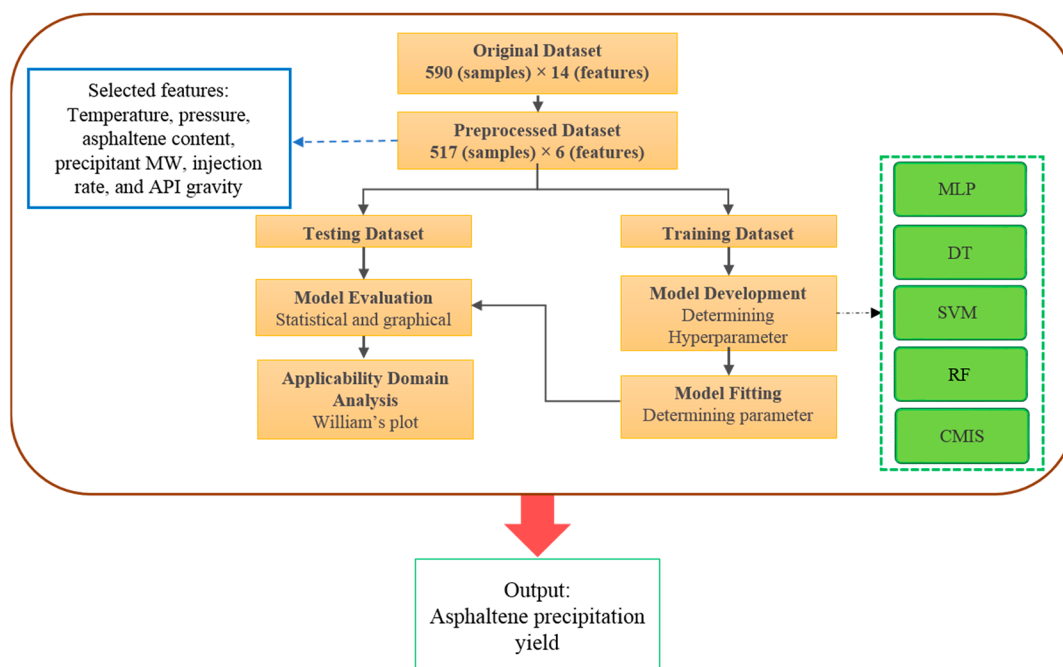 Original Dataset
590 (samples) × 14 (features)
Selected features:
Temperature, pressure,
asphaltene content,
precipitant MW, injection
rate, and API gravity
Preprocessed Dataset
517 (samples) × 6 (features)
Testing Dataset
Training Dataset
Model Evaluation
Statistical and graphical
Model Development
Determining
Hyperparameter
Applicability Domain
Analysis
William's plot
Model Fitting
Determining parameter
MLP
DT
SVM
RF
CMIS
Output:
Asphaltene precipitation
yield